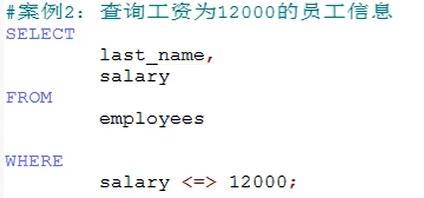 #案例2：查询工资为12000的员工信息
SELECT
last_name,
salary
FROM
employees
WHERE
salary <=> 12000;